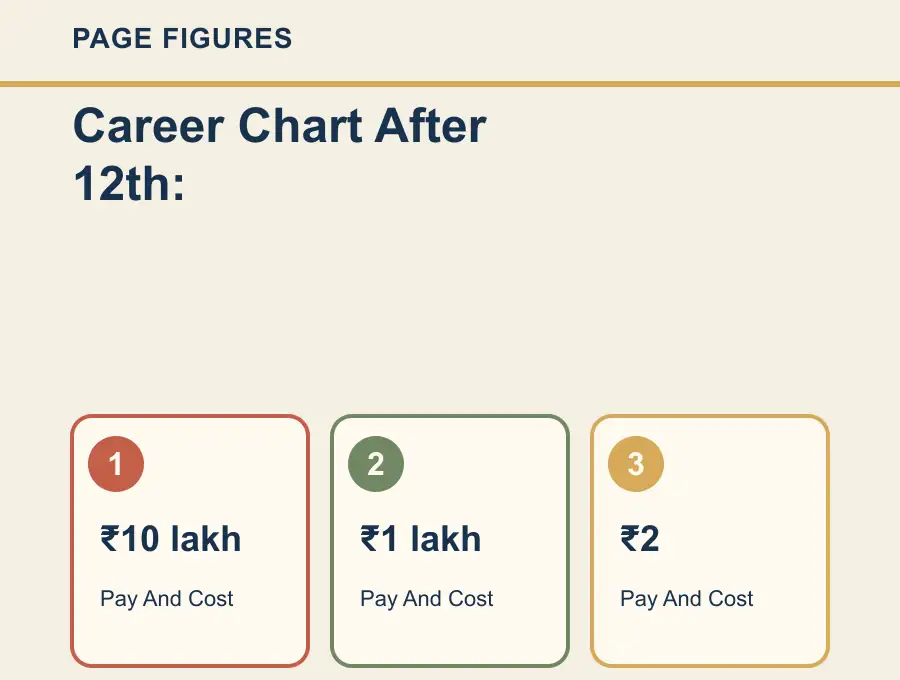 PAGE FIGURES
Career Chart After
12th:
1
₹10 lakh
Pay And Cost
2
₹1 lakh
Pay And Cost
3
₹2
Pay And Cost